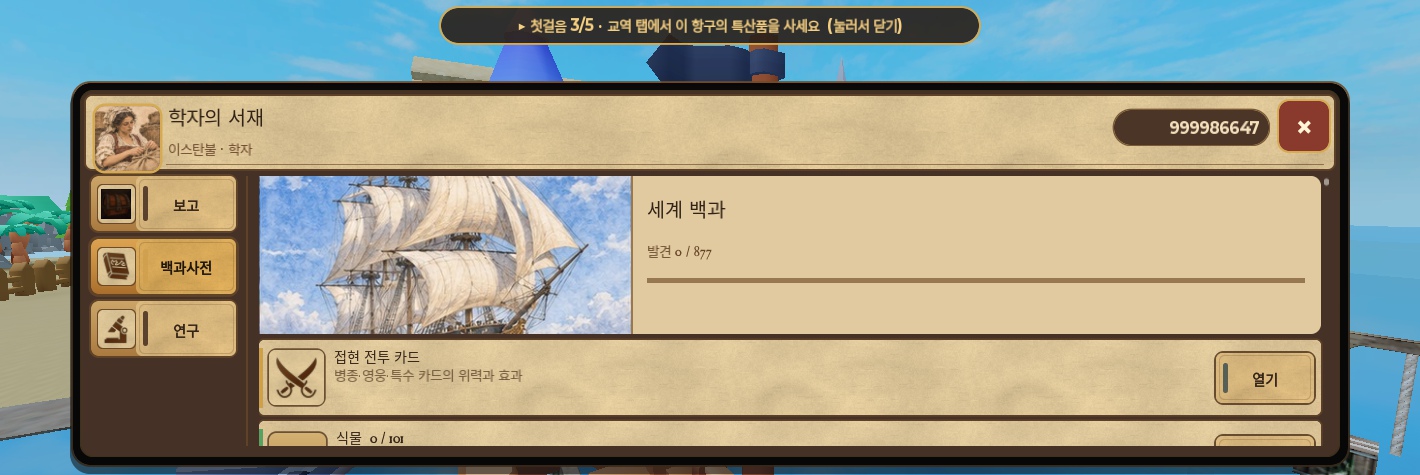 ▸ 첫걸음 3/5 · 교역 탭에서 이 항구의 특산품을 사세요 (눌러서 닫기)
학자의 서재
이스탄불 · 학자
999986647
×
보고
백과사전
연구
세계 백과
발견 0 / 877
접현 전투 카드
병종·영웅·특수 카드의 위력과 효과
열기
식물 0 / 101